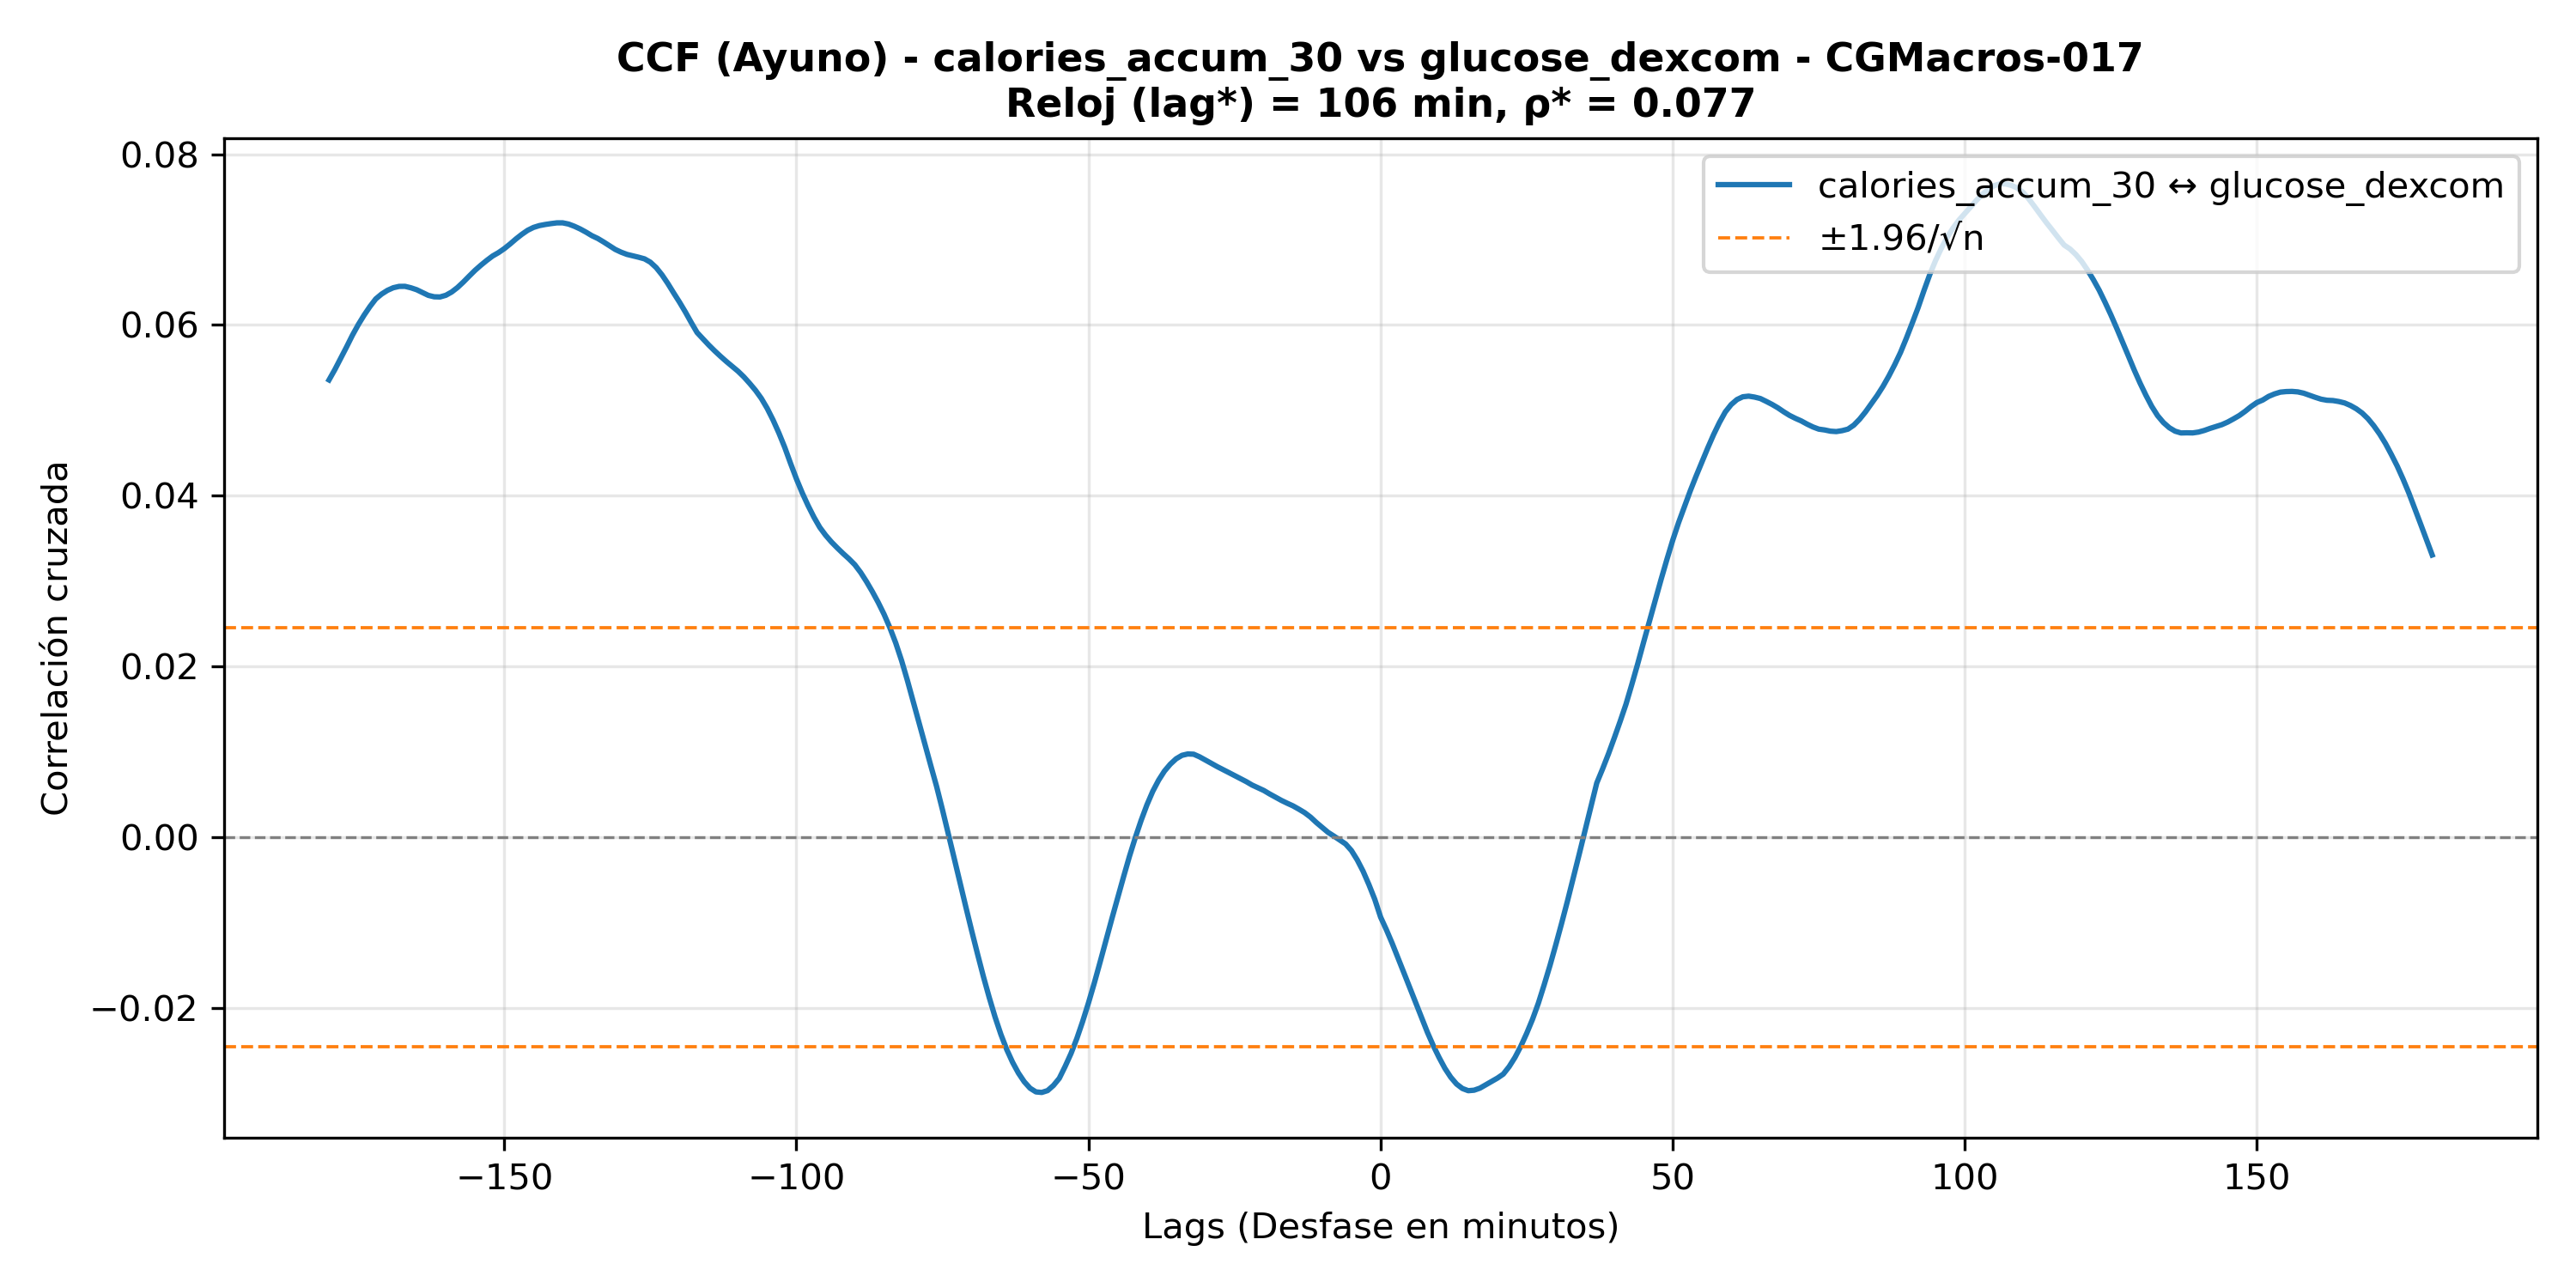 CCF (Ayuno) - calories_accum_30 vs glucose_dexcom - CGMacros-017
Reloj (lag*) = 106 min, ρ* = 0.077
calories_accum_30 ↔ glucose_dexcom
±1.96/√n
Correlación cruzada
0.08
0.06
0.04
0.02
0.00
−0.02
−150
−100
−50
0
50
100
150
Lags (Desfase en minutos)